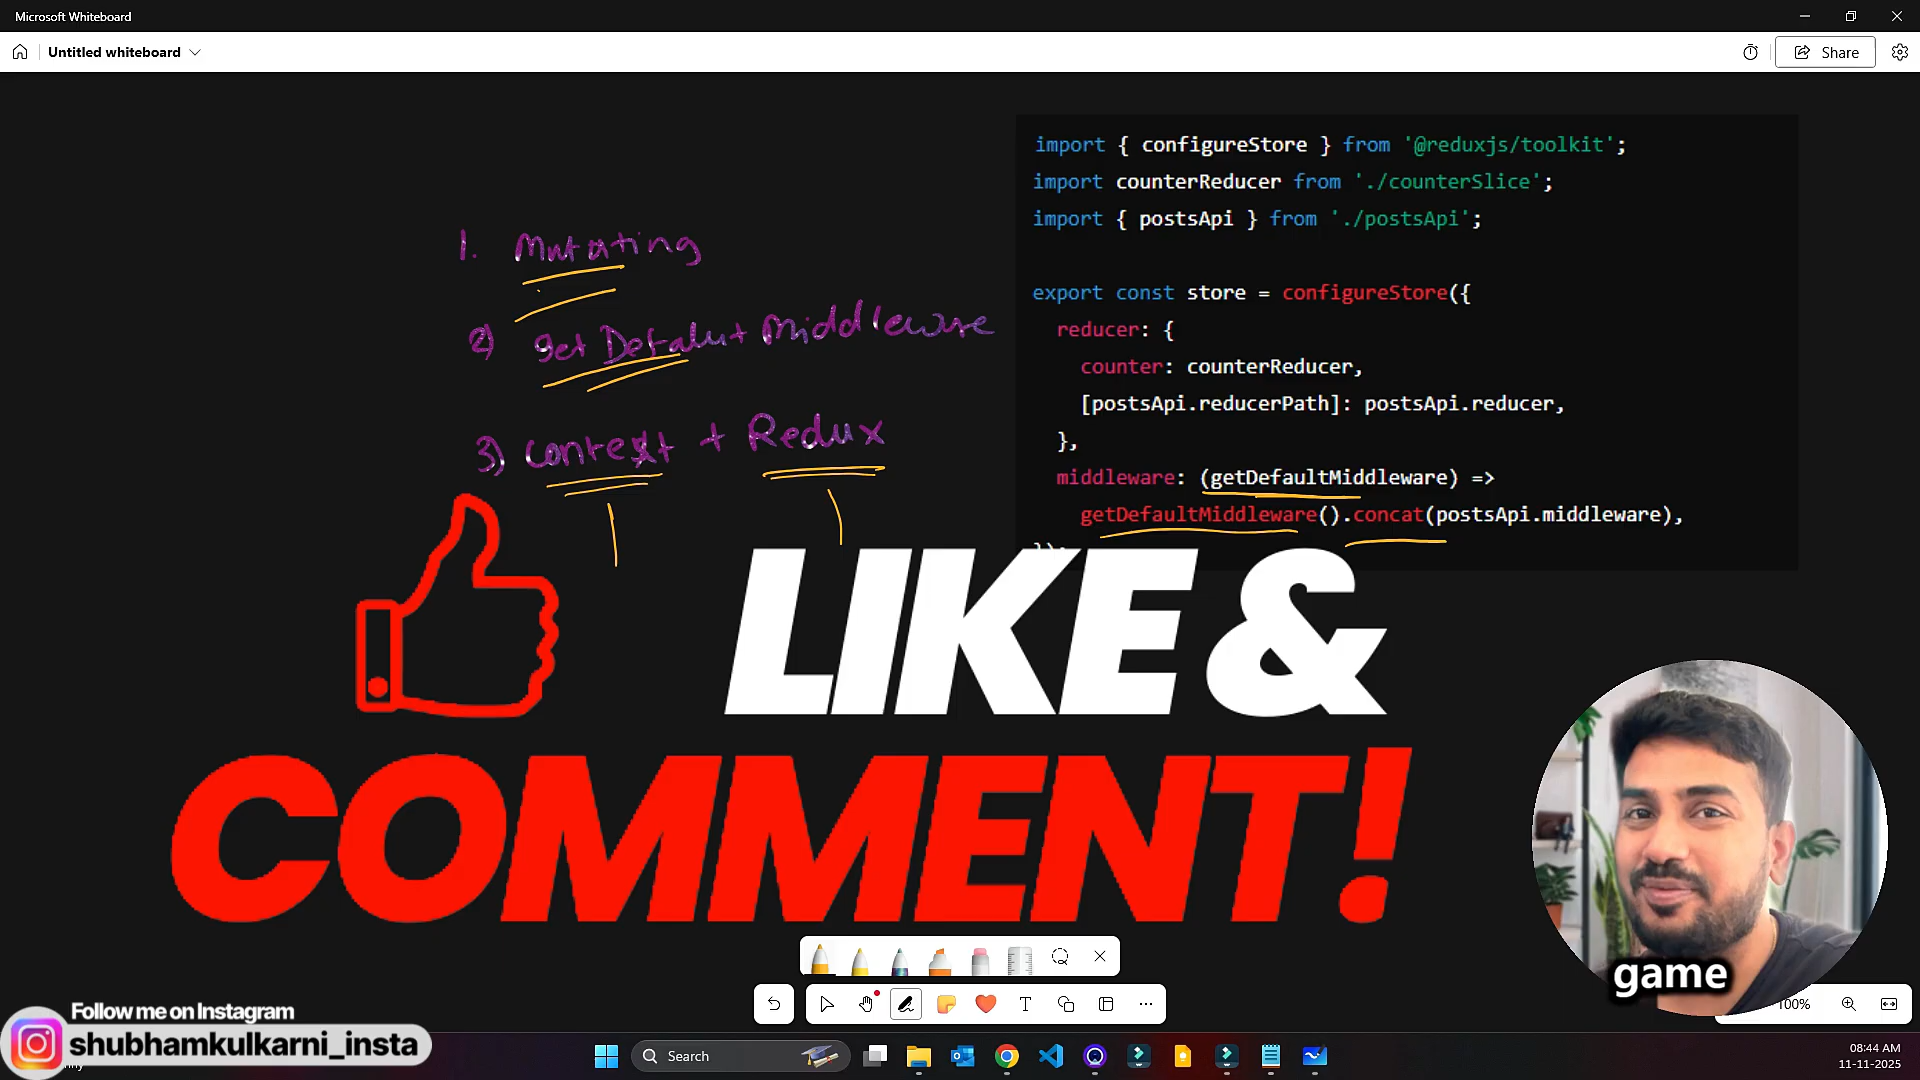 Microsoft Whiteboard
Untitled whiteboard
Share
1. Mutating
2) get Defalut Middleware
3) Context + Redux
import { configureStore } from '@reduxjs/toolkit';
import counterReducer from './counterSlice';
import { postsApi } from './postsApi';
export const store = configureStore({
reducer: {
counter: counterReducer,
[postsApi.reducerPath]: postsApi.reducer,
},
middleware: (getDefaultMiddleware) =>
getDefaultMiddleware().concat(postsApi.middleware),
LIKE &
COMMENT!
game
100%
Follow me on Instagram
shubhamkulkarni_insta
Search
08:44 AM
11-11-2025